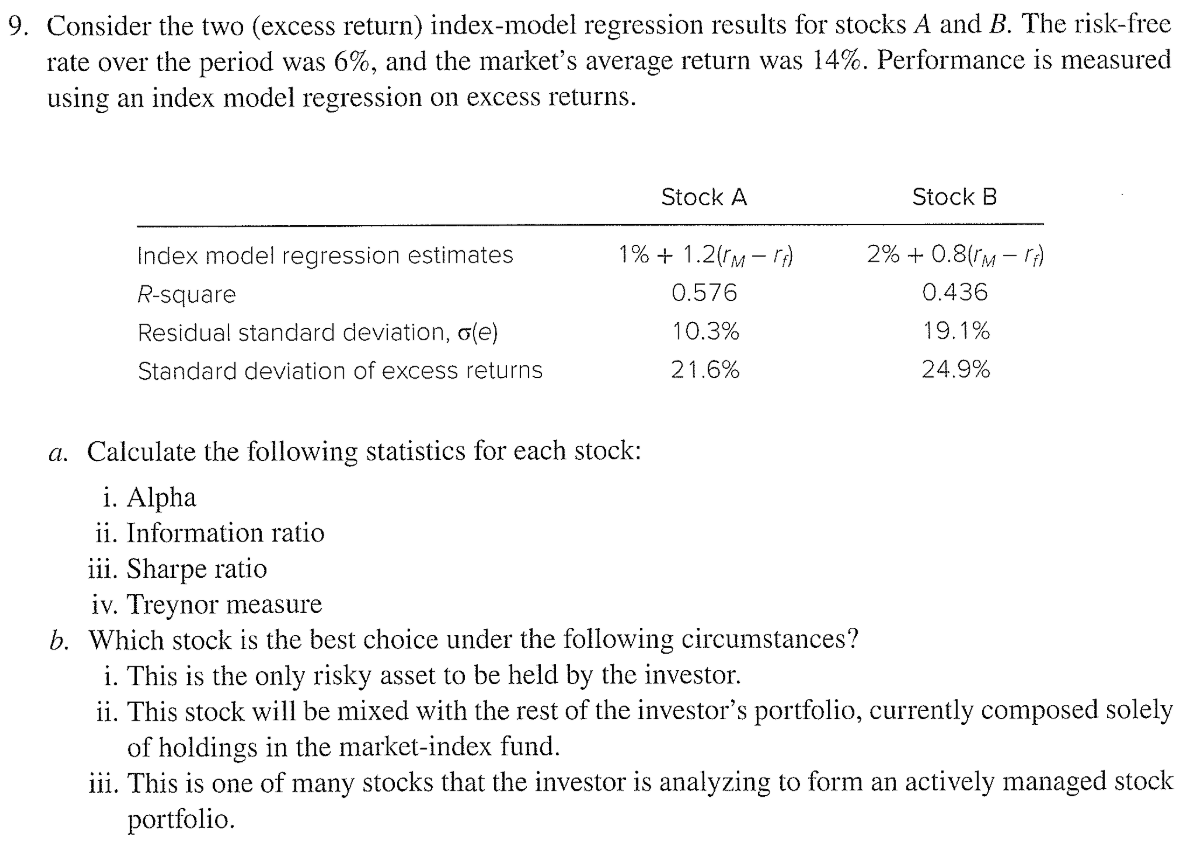 9. Consider the two (excess return) index-model regression results for stocks A and B. The risk-free
rate over the period was 6%, and the market's average return was 14%. Performance is measured
using an index model regression on excess returns.
Stock A Stock B
Index model regression estimates 1% + 1.2(rM − rf) 2% + 0.8(rM − rf)
R-square 0.576 0.436
Residual standard deviation, σ(e) 10.3% 19.1%
Standard deviation of excess returns 21.6% 24.9%
a. Calculate the following statistics for each stock:
i. Alpha
ii. Information ratio
iii. Sharpe ratio
iv. Treynor measure
b. Which stock is the best choice under the following circumstances?
i. This is the only risky asset to be held by the investor.
ii. This stock will be mixed with the rest of the investor's portfolio, currently composed solely
of holdings in the market-index fund.
iii. This is one of many stocks that the investor is analyzing to form an actively managed stock
portfolio.